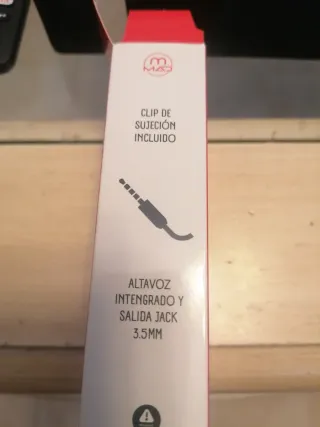 CLIP DE
SUJECIÓN
INCLUIDO
ALTAVOZ
INTENGRADO Y
SALIDA JACK
3.5MM